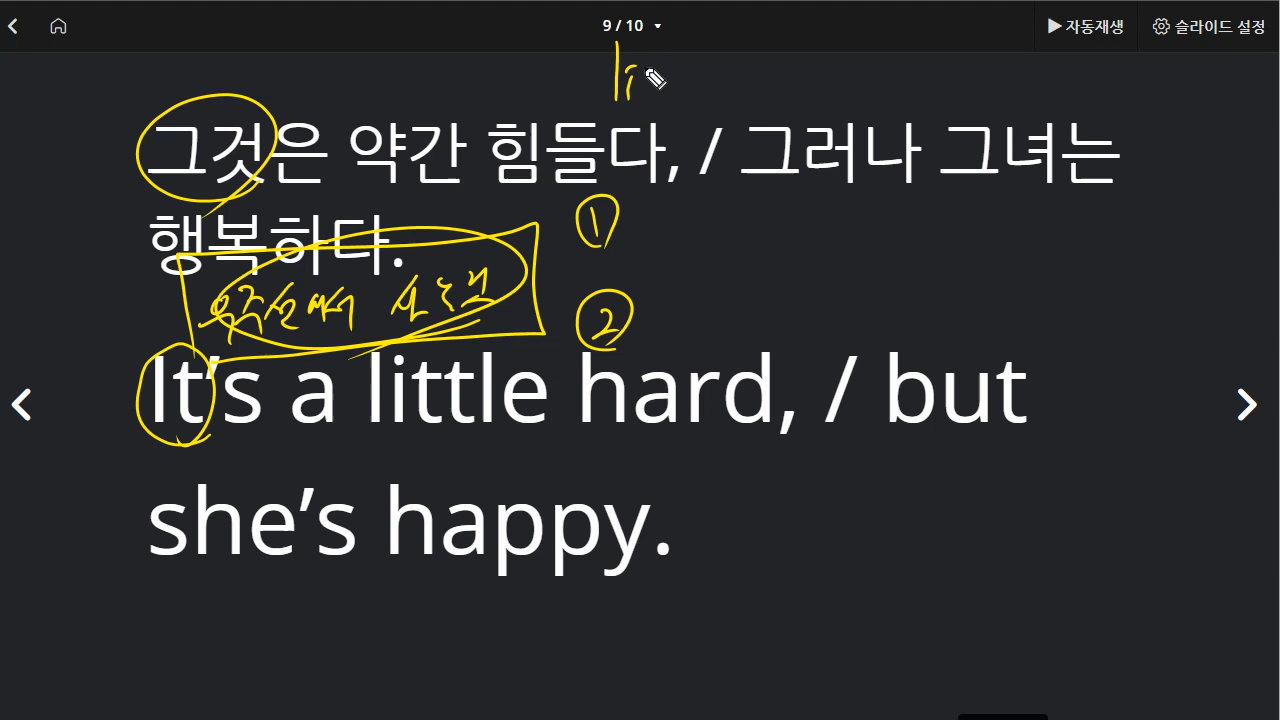 9 / 10
자동재생
슬라이드 설정
li
그것은 약간 힘들다, / 그러나 그녀는
행복하다.
①
②
It's a little hard, / but
she's happy.